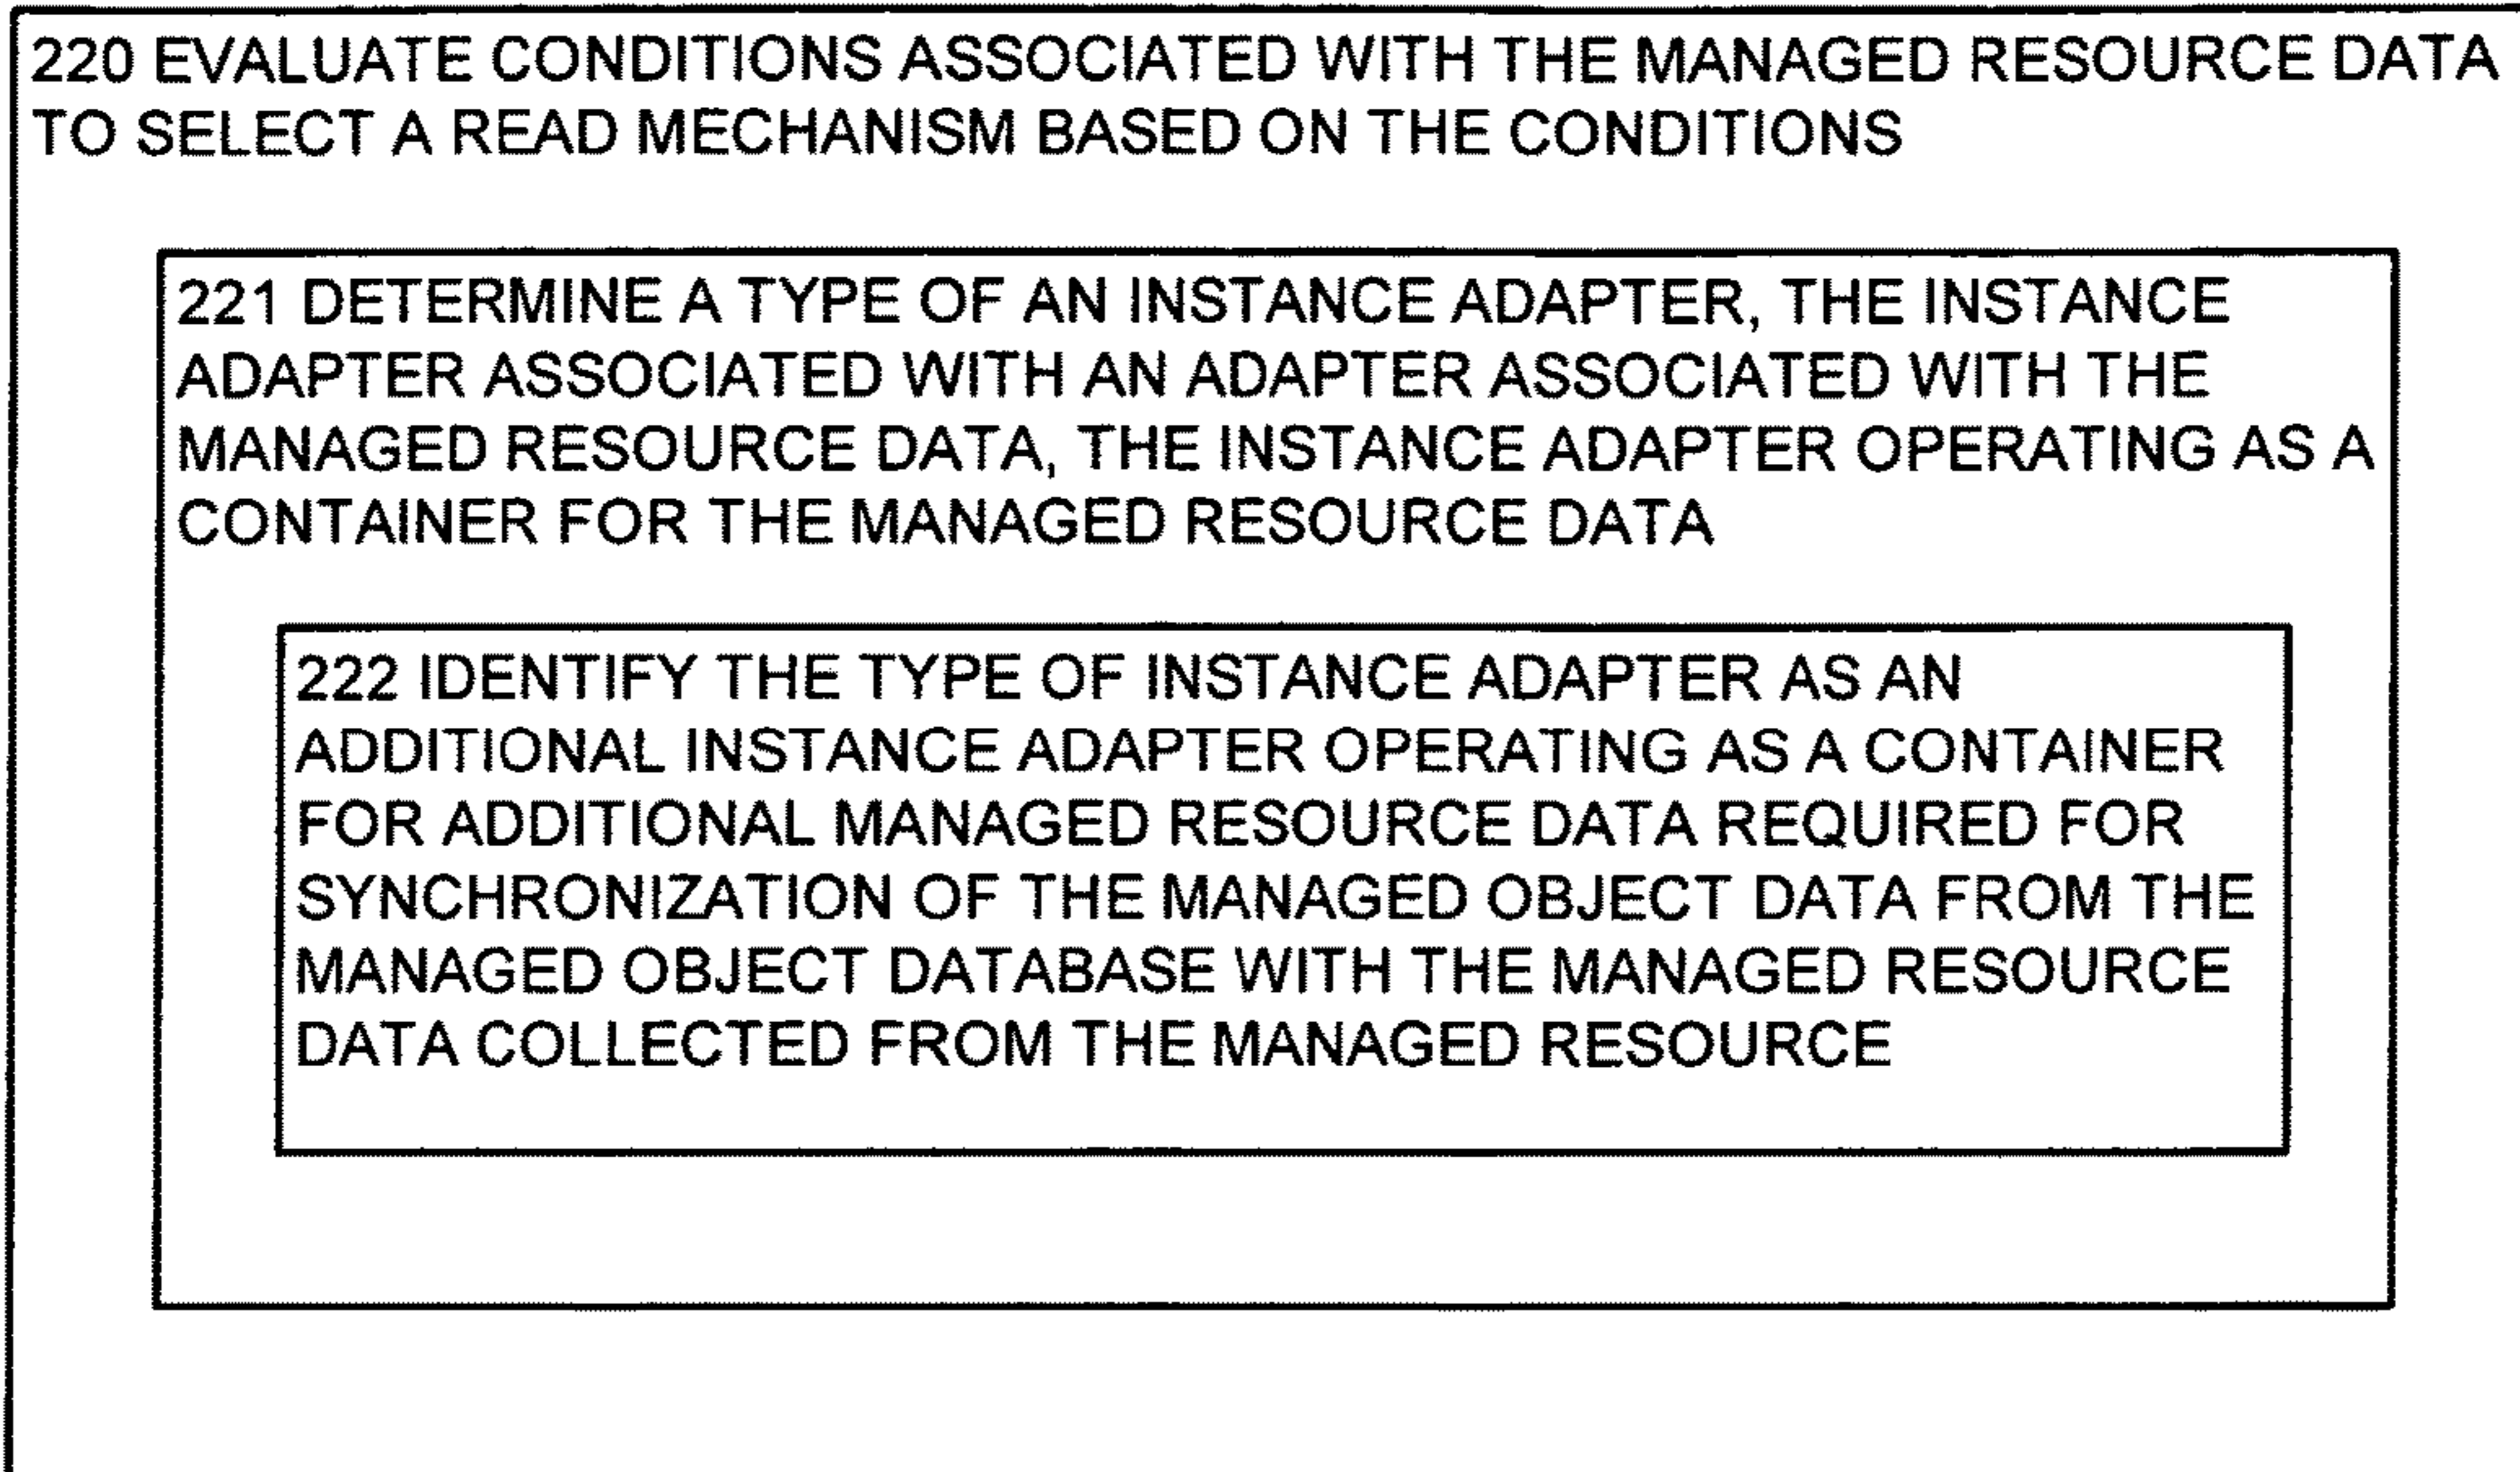 220 EVALUATE CONDITIONS ASSOCIATED WITH THE MANAGED RESOURCE DATA
TO SELECT A READ MECHANISM BASED ON THE CONDITIONS
221 DETERMINE A TYPE OF AN INSTANCE ADAPTER, THE INSTANCE
ADAPTER ASSOCIATED WITH AN ADAPTER ASSOCIATED WITH THE
MANAGED RESOURCE DATA, THE INSTANCE ADAPTER OPERATING AS A
CONTAINER FOR THE MANAGED RESOURCE DATA
222 IDENTIFY THE TYPE OF INSTANCE ADAPTER AS AN
ADDITIONAL INSTANCE ADAPTER OPERATING AS A CONTAINER
FOR ADDITIONAL MANAGED RESOURCE DATA REQUIRED FOR
SYNCHRONIZATION OF THE MANAGED OBJECT DATA FROM THE
MANAGED OBJECT DATABASE WITH THE MANAGED RESOURCE
DATA COLLECTED FROM THE MANAGED RESOURCE